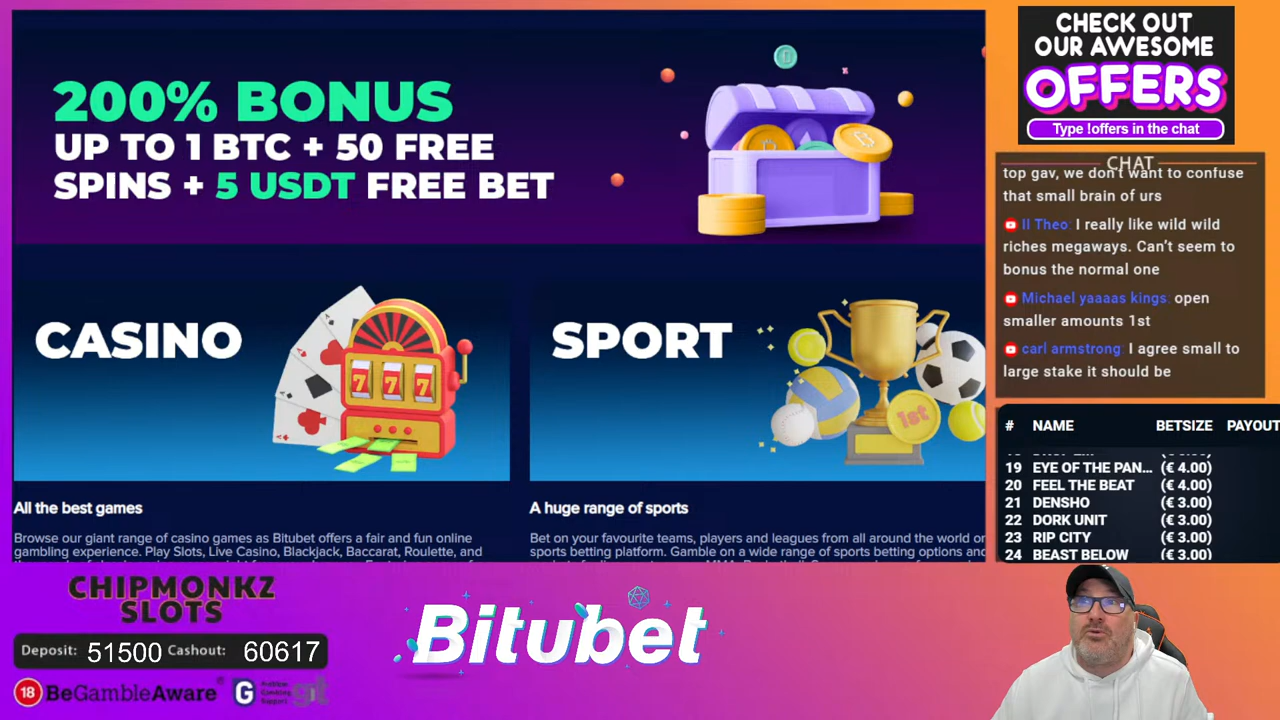 200% BONUS
UP TO 1 BTC + 50 FREE
SPINS + 5 USDT FREE BET
CASINO
777
SPORT
1st
All the best games
Browse our giant range of casino games as Bitubet offers a fair and fun online
gambling experience. Play Slots, Live Casino, Blackjack, Baccarat, Roulette, and
A huge range of sports
Bet on your favourite teams, players and leagues from all around the world on
sports betting platform. Gamble on a wide range of sports betting options and
CHECK OUT
OUR AWESOME
OFFERS
Type !offers in the chat
CHAT
top gav, we don't want to confuse
that small brain of urs
Il Theo: I really like wild wild
riches megaways. Can't seem to
bonus the normal one
Michael yaaaas kings: open
smaller amounts 1st
carl armstrong: I agree small to
large stake it should be
# NAME BETSIZE PAYOUT
19 EYE OF THE PAN... (€ 4.00)
20 FEEL THE BEAT (€ 4.00)
21 DENSHO (€ 3.00)
22 DORK UNIT (€ 3.00)
23 RIP CITY (€ 3.00)
24 BEAST BELOW (€ 3.00)
CHIPMONKZ
SLOTS
Deposit: 51500 Cashout: 60617
18 BeGambleAware
Bitubet